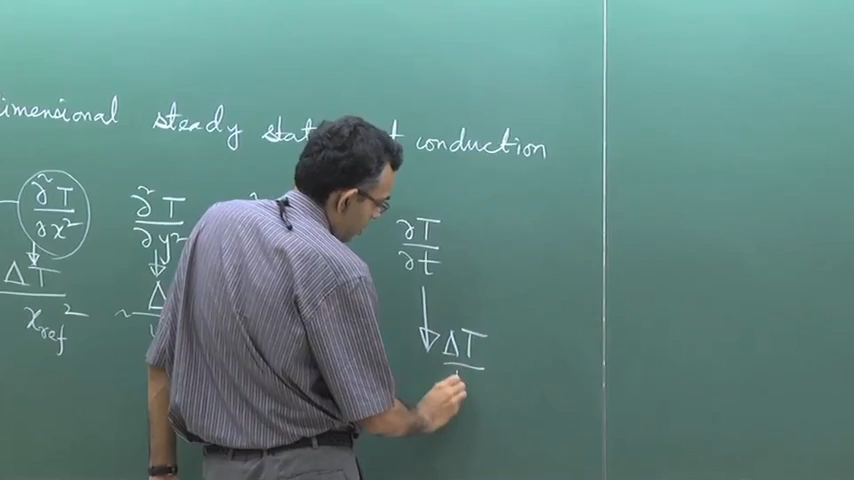 imensional steady stat conduction
∂²T/∂x² ∂²T/∂y² ∂T/∂t
ΔT/x_ref² ~Δ ΔT